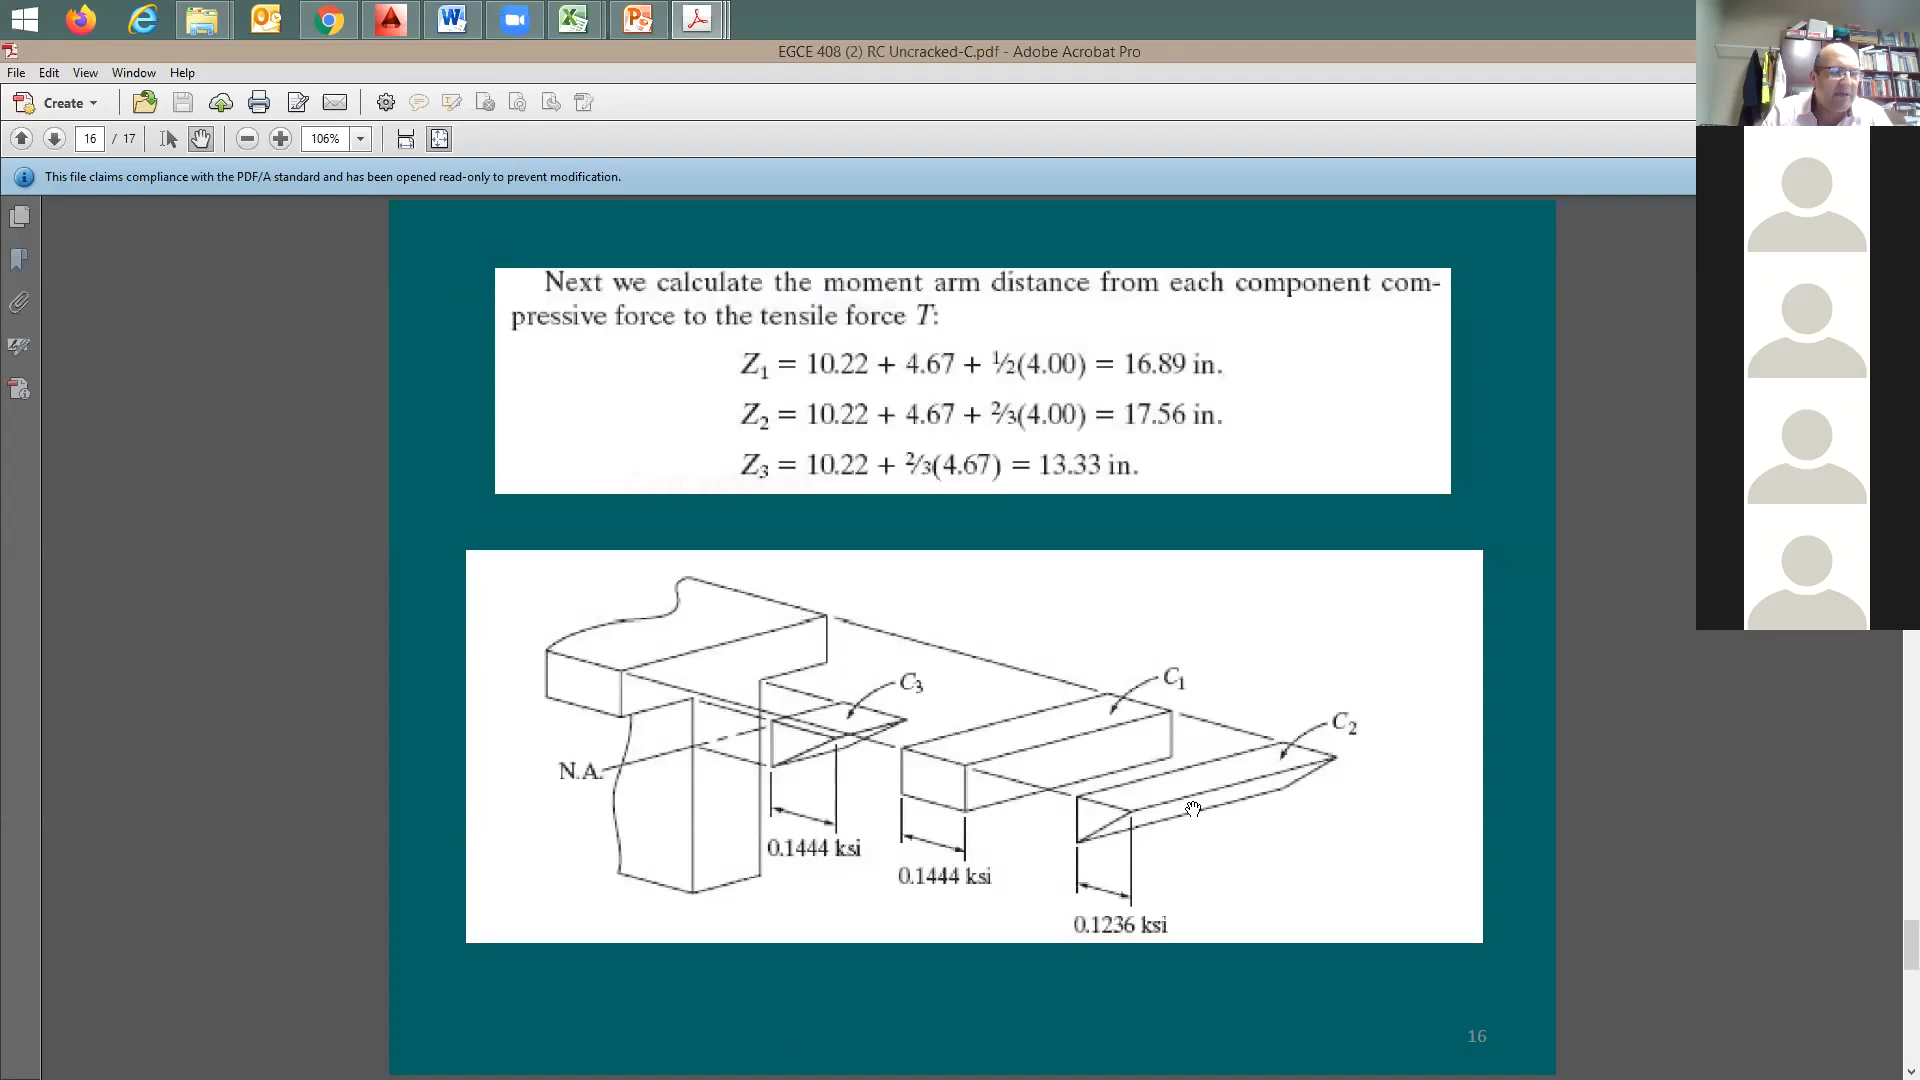 EGCE 408 (2) RC Uncracked-C.pdf - Adobe Acrobat Pro
File Edit View Window Help
Create
16 / 17 106%
This file claims compliance with the PDF/A standard and has been opened read-only to prevent modification.
Next we calculate the moment arm distance from each component com-
pressive force to the tensile force T:
Z₁ = 10.22 + 4.67 + ½(4.00) = 16.89 in.
Z₂ = 10.22 + 4.67 + ⅔(4.00) = 17.56 in.
Z₃ = 10.22 + ⅔(4.67) = 13.33 in.
C₃
C₁
C₂
N.A.
0.1444 ksi
0.1444 ksi
0.1236 ksi
16